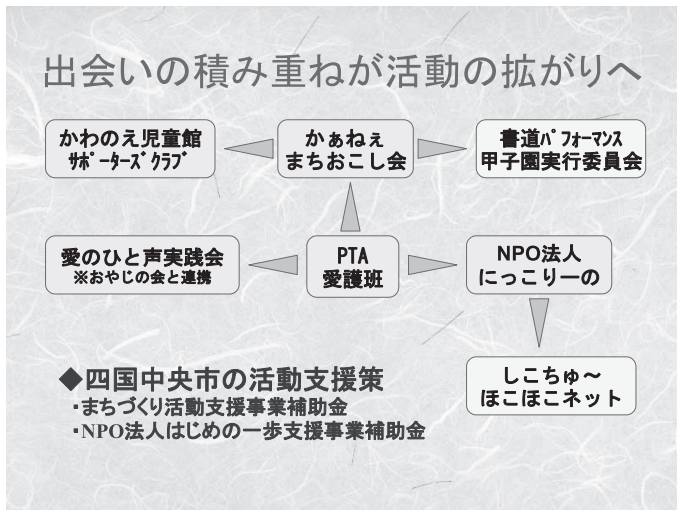 出会いの積み重ねが活動の拡がりへ
かわのえ児童館
ｻﾎﾟｰﾀｰｽﾞｸﾗﾌﾞ
かぁねぇ
まちおこし会
書道ﾊﾟﾌｫｰﾏﾝｽ
甲子園実行委員会
愛のひと声実践会
※おやじの会と連携
PTA
愛護班
NPO法人
にっこりーの
しこちゅ～
ほこほこネット
◆四国中央市の活動支援策
・まちづくり活動支援事業補助金
・NPO法人はじめの一歩支援事業補助金